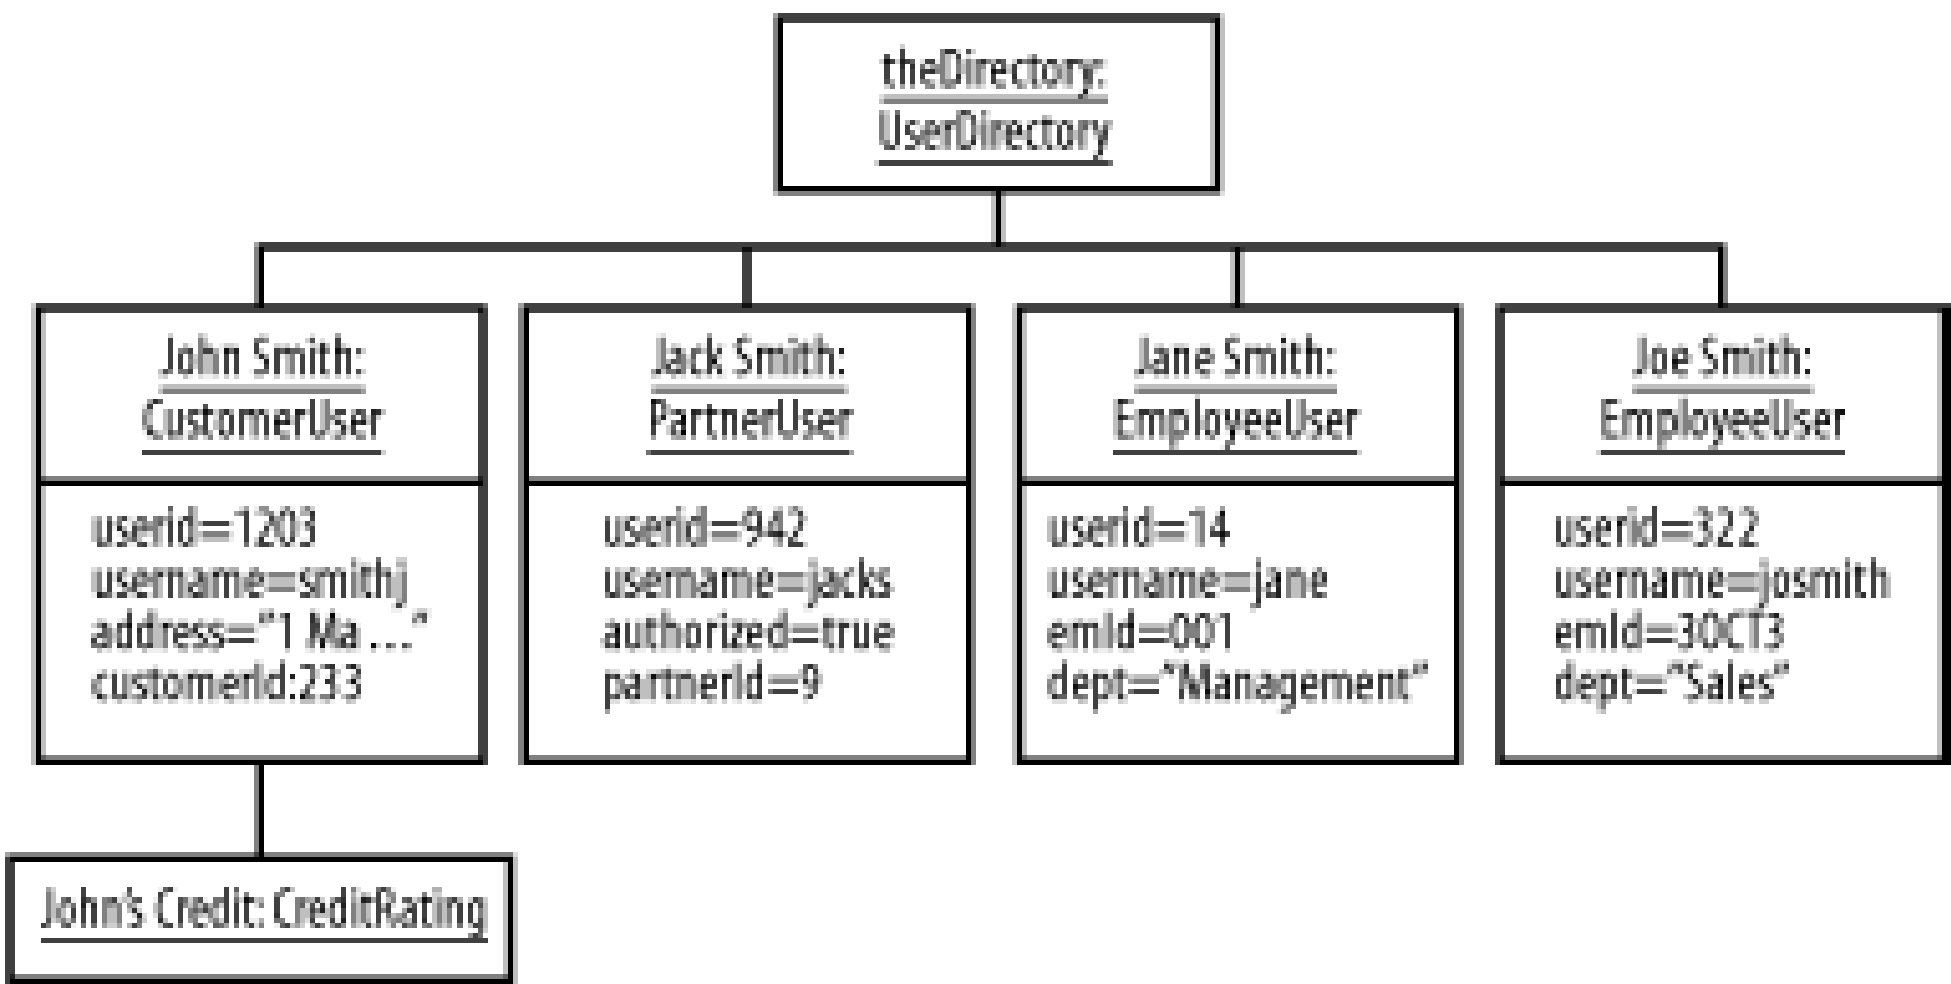 theDirectory:
UserDirectory
John Smith:
CustomerUser
userid=1203
username=smithj
address="1 Ma ..."
customerId:233
Jack Smith:
PartnerUser
userid=942
username=jacks
authorized=true
partnerId=9
Jane Smith:
EmployeeUser
userid=14
username=jane
emId=001
dept="Management"
Joe Smith:
EmployeeUser
userid=322
username=josmith
emId=3OCT3
dept="Sales"
John's Credit: CreditRating